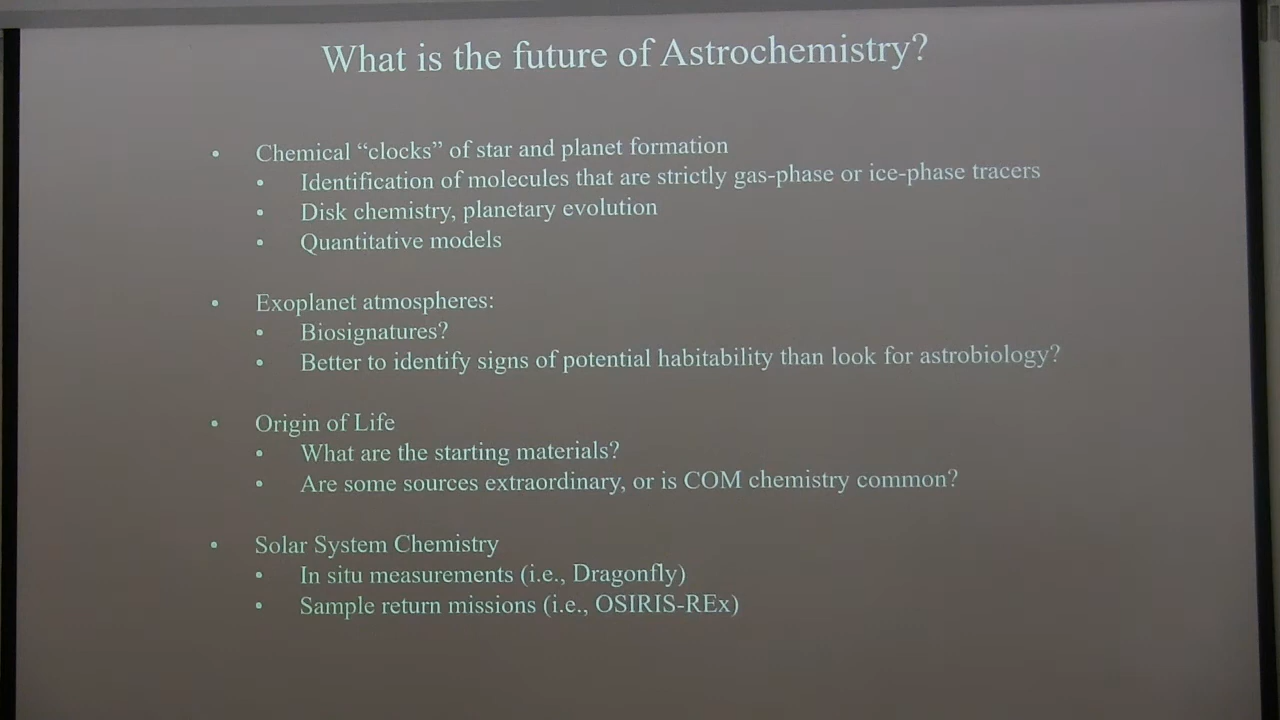 What is the future of Astrochemistry?
• Chemical “clocks” of star and planet formation
• Identification of molecules that are strictly gas-phase or ice-phase tracers
• Disk chemistry, planetary evolution
• Quantitative models
• Exoplanet atmospheres:
• Biosignatures?
• Better to identify signs of potential habitability than look for astrobiology?
• Origin of Life
• What are the starting materials?
• Are some sources extraordinary, or is COM chemistry common?
• Solar System Chemistry
• In situ measurements (i.e., Dragonfly)
• Sample return missions (i.e., OSIRIS-REx)